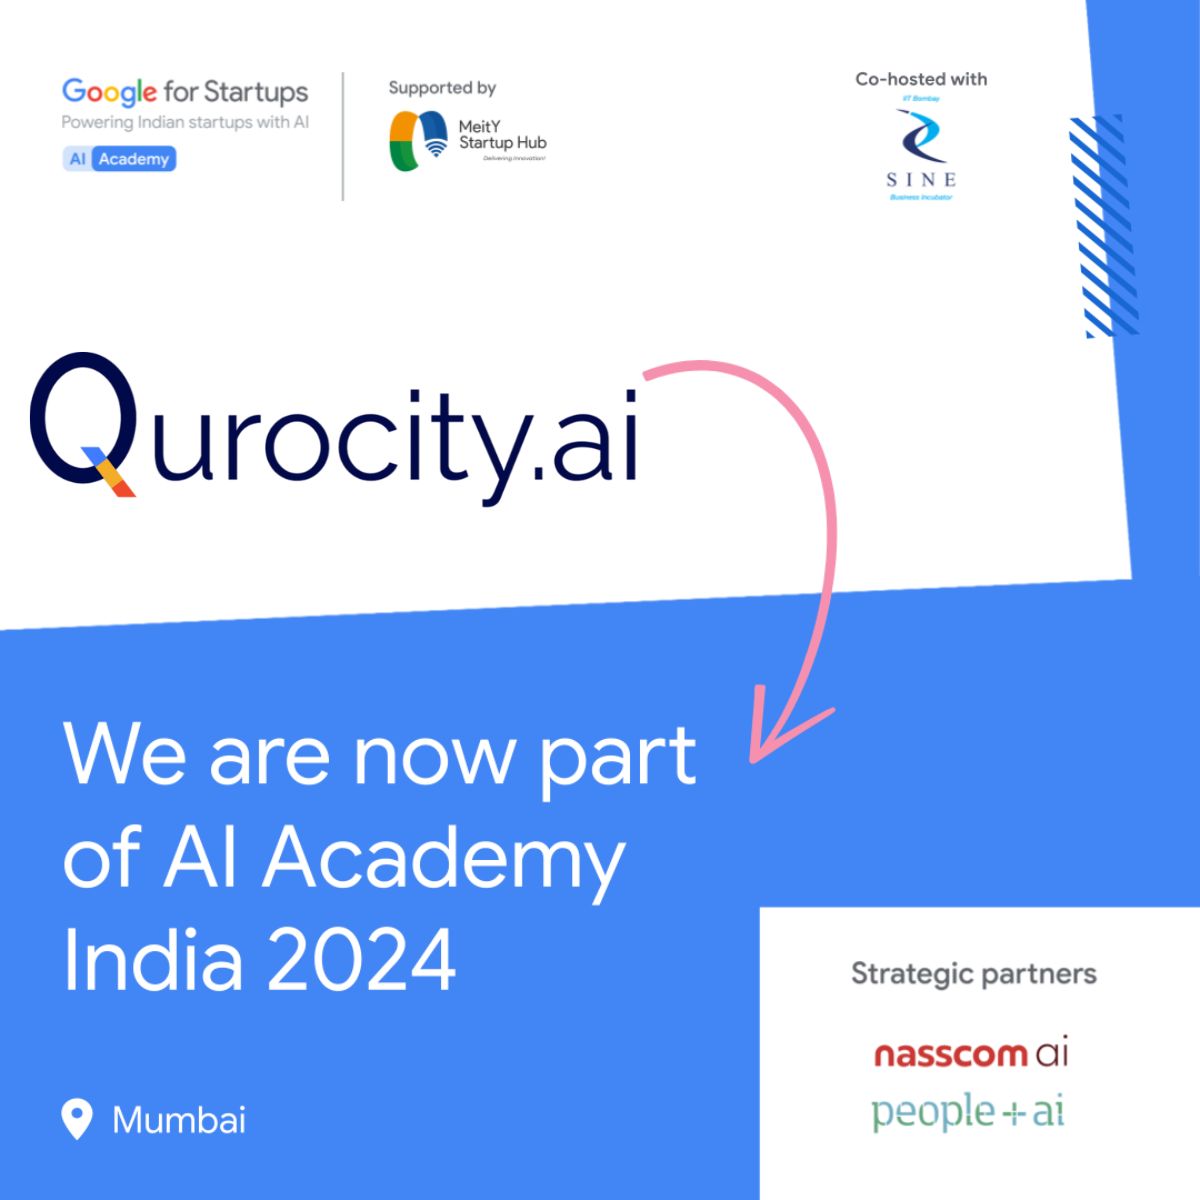 Google for Startups
Powering Indian startups with AI
AI Academy
Supported by
MeitY
Startup Hub
Delivering Innovation!
Co-hosted with
IIT Bombay
SINE
Business Incubator
Qurocity.ai
We are now part
of AI Academy
India 2024
Mumbai
Strategic partners
nasscom ai
people+ai